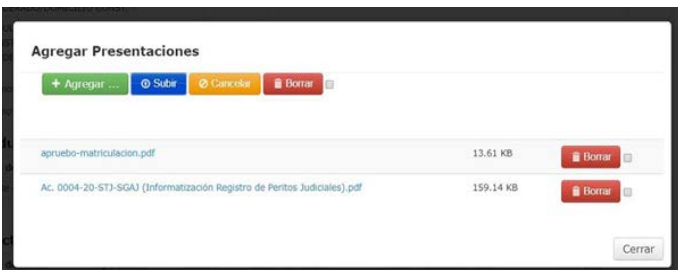 Agregar Presentaciones
+ Agregar ... Subir Cancelar Borrar
apruebo-matriculacion.pdf 13.61 KB Borrar
Ac. 0004-20-STJ-SGAJ (Informatización Registro de Peritos Judiciales).pdf 159.14 KB Borrar
Cerrar